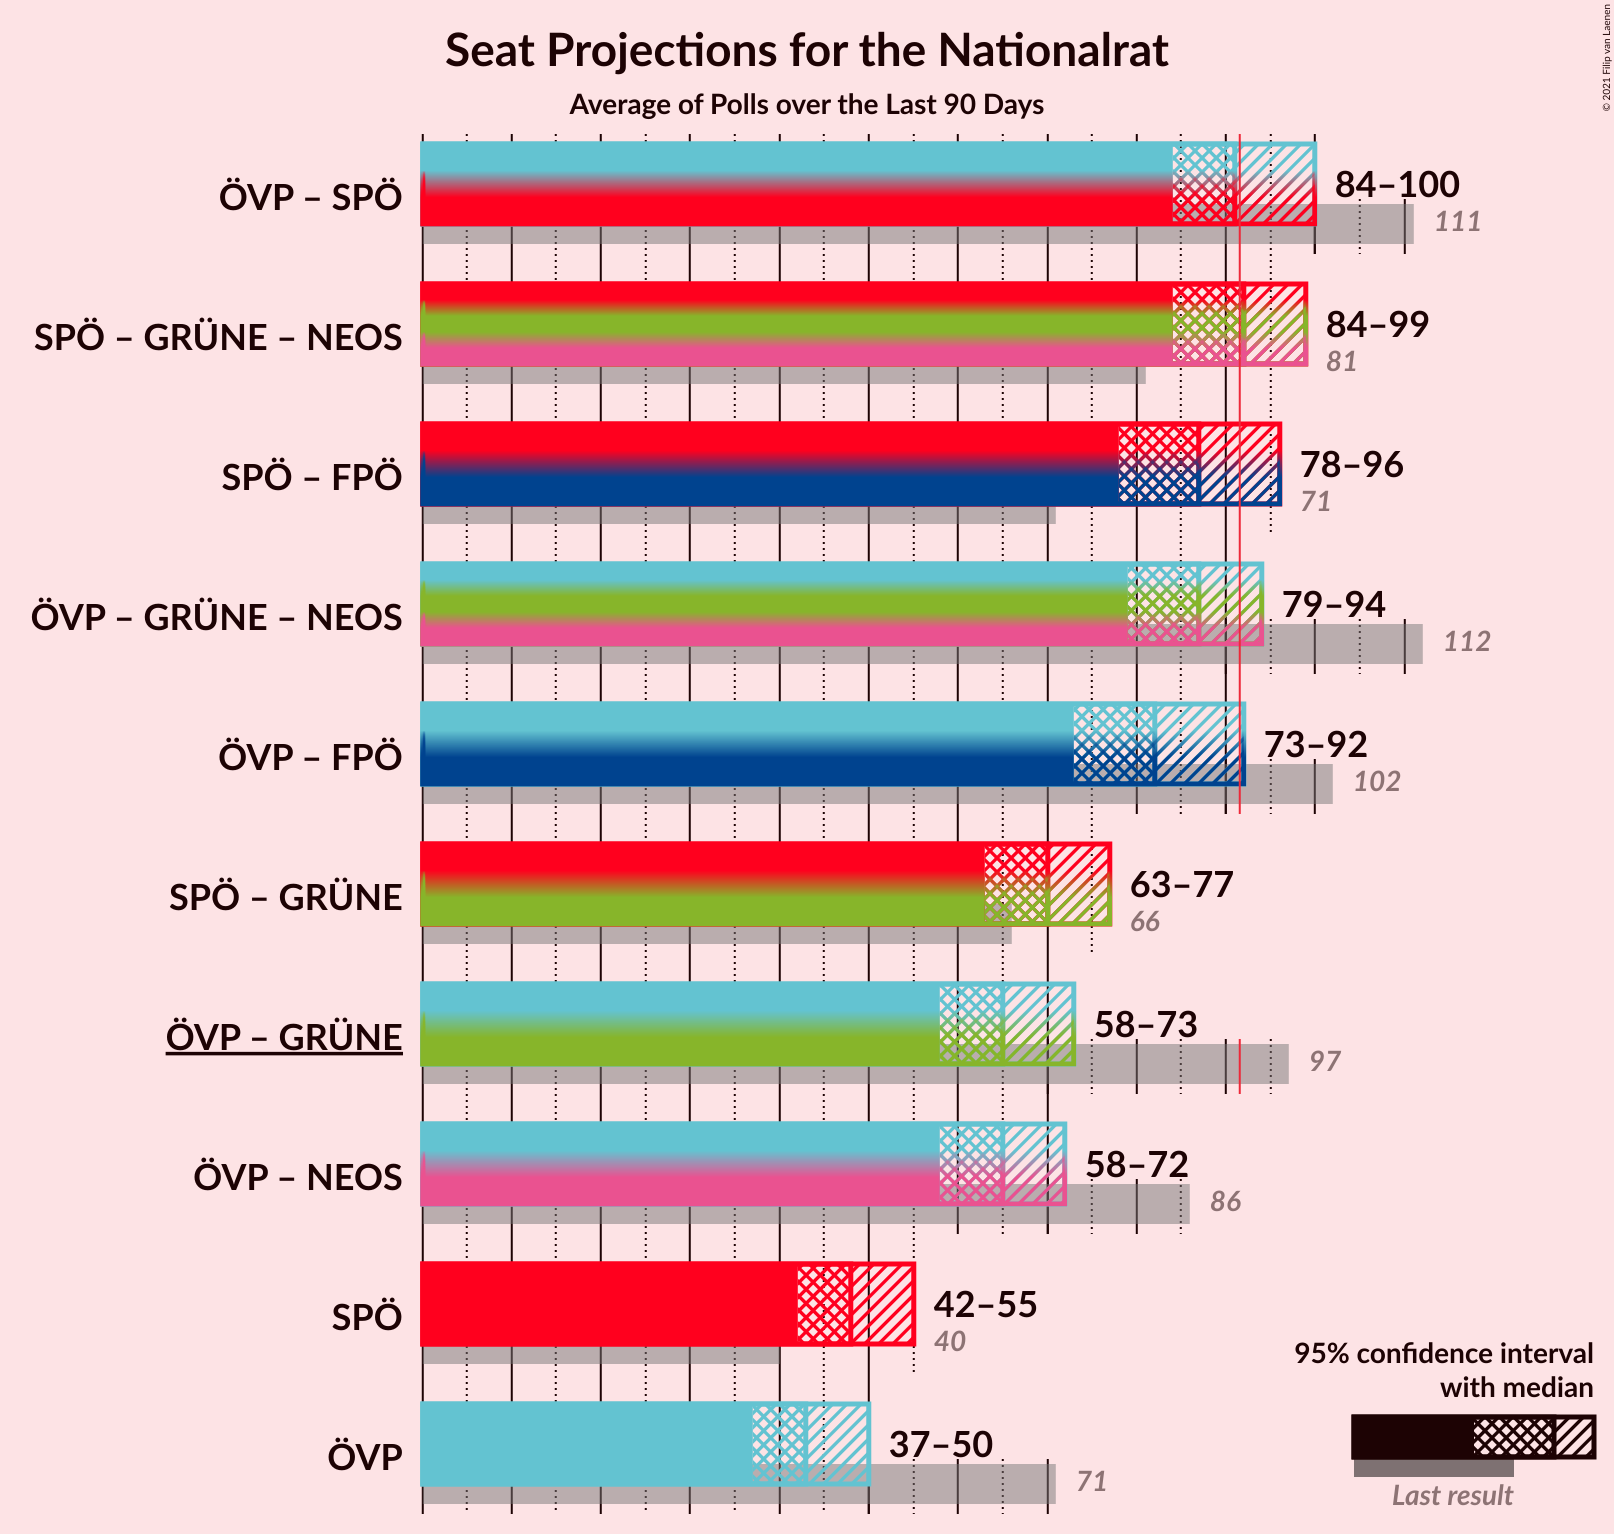 Seat Projections for the Nationalrat
Average of Polls over the Last 90 Days
© 2021 Filip van Laenen
ÖVP – SPÖ
84–100
111
SPÖ – GRÜNE – NEOS
84–99
81
SPÖ – FPÖ
78–96
71
ÖVP – GRÜNE – NEOS
79–94
112
ÖVP – FPÖ
73–92
102
SPÖ – GRÜNE
63–77
66
ÖVP – GRÜNE
58–73
97
ÖVP – NEOS
58–72
86
SPÖ
42–55
40
ÖVP
37–50
71
95% confidence interval
with median
Last result